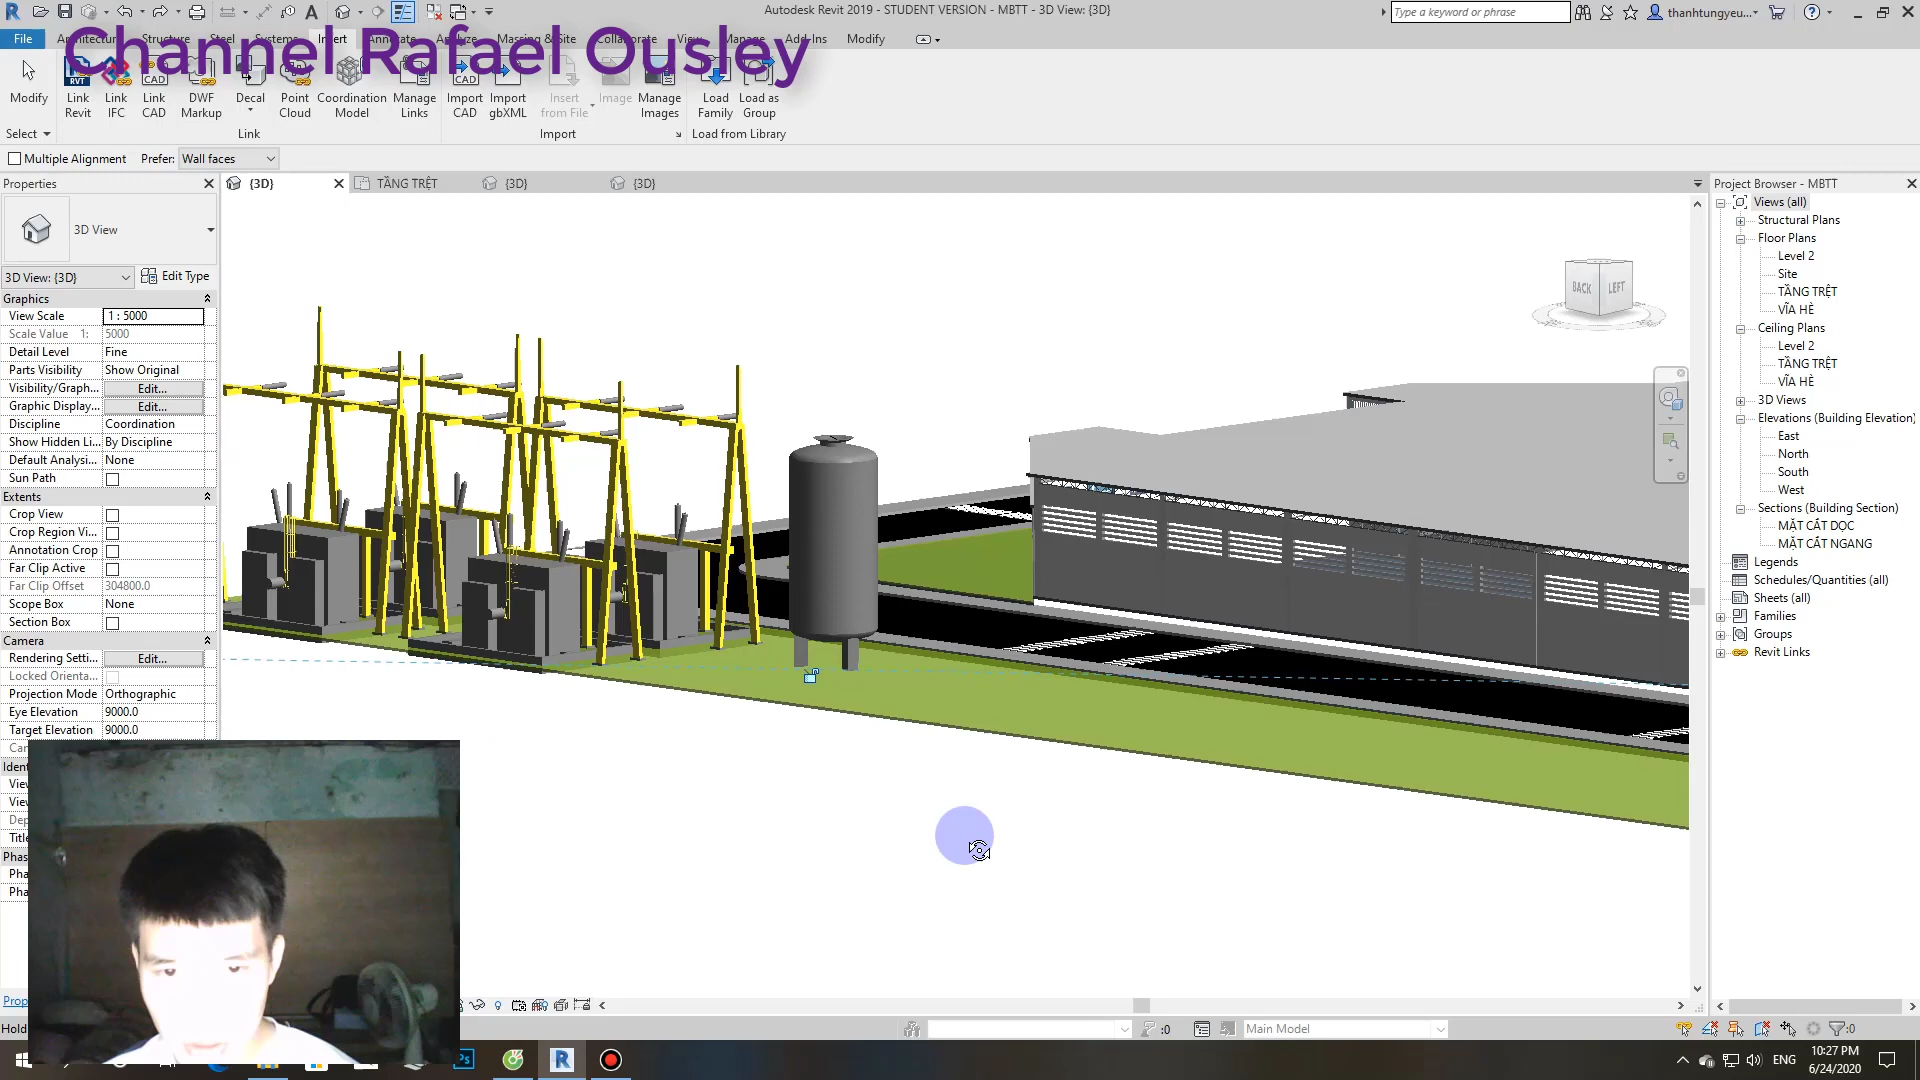 Autodesk Revit 2019 - STUDENT VERSION - MBTT - 3D View: {3D}
Type a keyword or phrase
thanhtungyeu...
File
Insert
Modify
Channel Rafael Ousley
Modify
Link Revit
Link IFC
Link CAD
DWF Markup
Decal
Point Cloud
Coordination Model
Manage Links
Import CAD
Import gbXML
Insert from File
Image
Manage Images
Load Family
Load as Group
Select
Link
Import
Load from Library
Multiple Alignment
Prefer:
Wall faces
Properties
{3D}
TẦNG TRỆT
{3D}
{3D}
Project Browser - MBTT
3D View
3D View: {3D}
Edit Type
Graphics
View Scale
1 : 5000
Scale Value 1:
5000
Detail Level
Fine
Parts Visibility
Show Original
Visibility/Graph...
Edit...
Graphic Display...
Edit...
Discipline
Coordination
Show Hidden Li...
By Discipline
Default Analysi...
None
Sun Path
Extents
Crop View
Crop Region Vi...
Annotation Crop
Far Clip Active
Far Clip Offset
304800.0
Scope Box
None
Section Box
Camera
Rendering Setti...
Edit...
Locked Orienta...
Projection Mode
Orthographic
Eye Elevation
9000.0
Target Elevation
9000.0
BACK
LEFT
Views (all)
Structural Plans
Floor Plans
Level 2
Site
TẦNG TRỆT
VĨA HÈ
Ceiling Plans
Level 2
TẦNG TRỆT
VĨA HÈ
3D Views
Elevations (Building Elevation)
East
North
South
West
Sections (Building Section)
MẶT CẮT DỌC
MẶT CẮT NGANG
Legends
Schedules/Quantities (all)
Sheets (all)
Families
Groups
Revit Links
:0
Main Model
:0
ENG
10:27 PM
6/24/2020